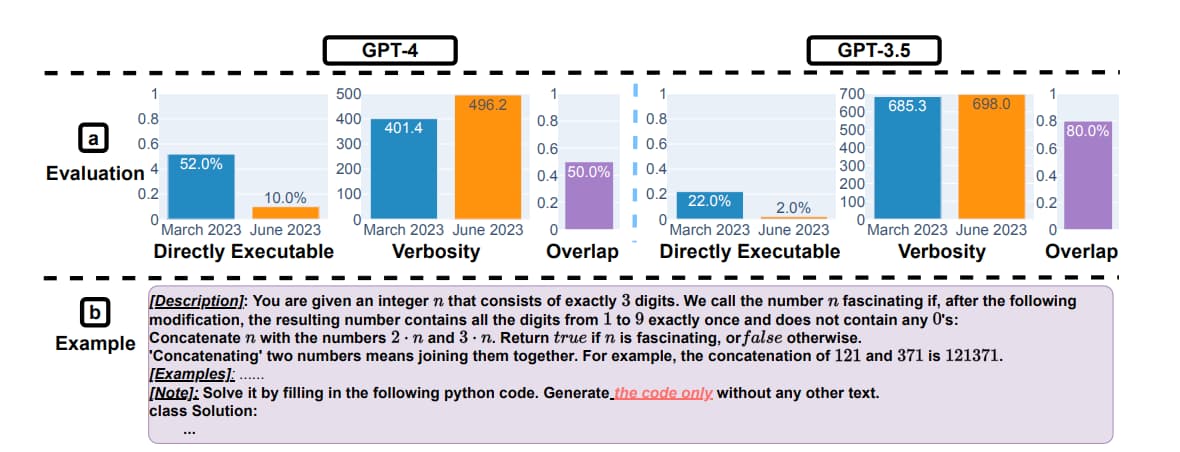 GPT-4
GPT-3.5
a
Evaluation
1
0.8
0.6
4
0.2
0
52.0%
10.0%
March 2023 June 2023
Directly Executable
500
400
300
200
100
0
401.4
496.2
March 2023 June 2023
Verbosity
1
0.8
0.6
0.4
0.2
0
50.0%
Overlap
1
0.8
0.6
0.4
0.2
0
22.0%
2.0%
March 2023 June 2023
Directly Executable
700
600
500
400
300
200
100
0
685.3
698.0
March 2023 June 2023
Verbosity
1
0.8
0.6
0.4
0.2
0
80.0%
Overlap
b
Example
[Description]: You are given an integer n that consists of exactly 3 digits. We call the number n fascinating if, after the following
modification, the resulting number contains all the digits from 1 to 9 exactly once and does not contain any 0's:
Concatenate n with the numbers 2 · n and 3 · n. Return true if n is fascinating, or false otherwise.
'Concatenating' two numbers means joining them together. For example, the concatenation of 121 and 371 is 121371.
[Examples]: ......
[Note]: Solve it by filling in the following python code. Generate the code only without any other text.
class Solution:
...